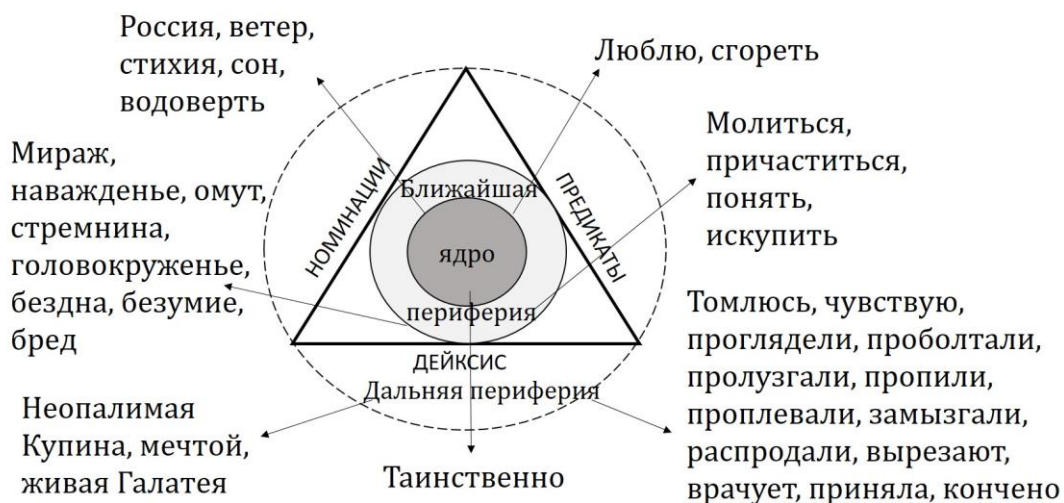 Россия, ветер,
стихия, сон,
водоверть
Люблю, сгореть
Мираж,
наважденье, омут,
стремнина,
головокруженье,
бездна, безумие,
бред
НОМИНАЦИИ
Ближайшая
ядро
периферия
ПРЕДИКАТЫ
Молиться,
причаститься,
понять,
искупить
ДЕЙКСИС
Дальняя периферия
Неопалимая
Купина, мечтой,
живая Галатея
Таинственно
Томлюсь, чувствую,
проглядели, проболтали,
пролузгали, пропили,
проплевали, замызгали,
распродали, вырезают,
врачует, приняла, кончено